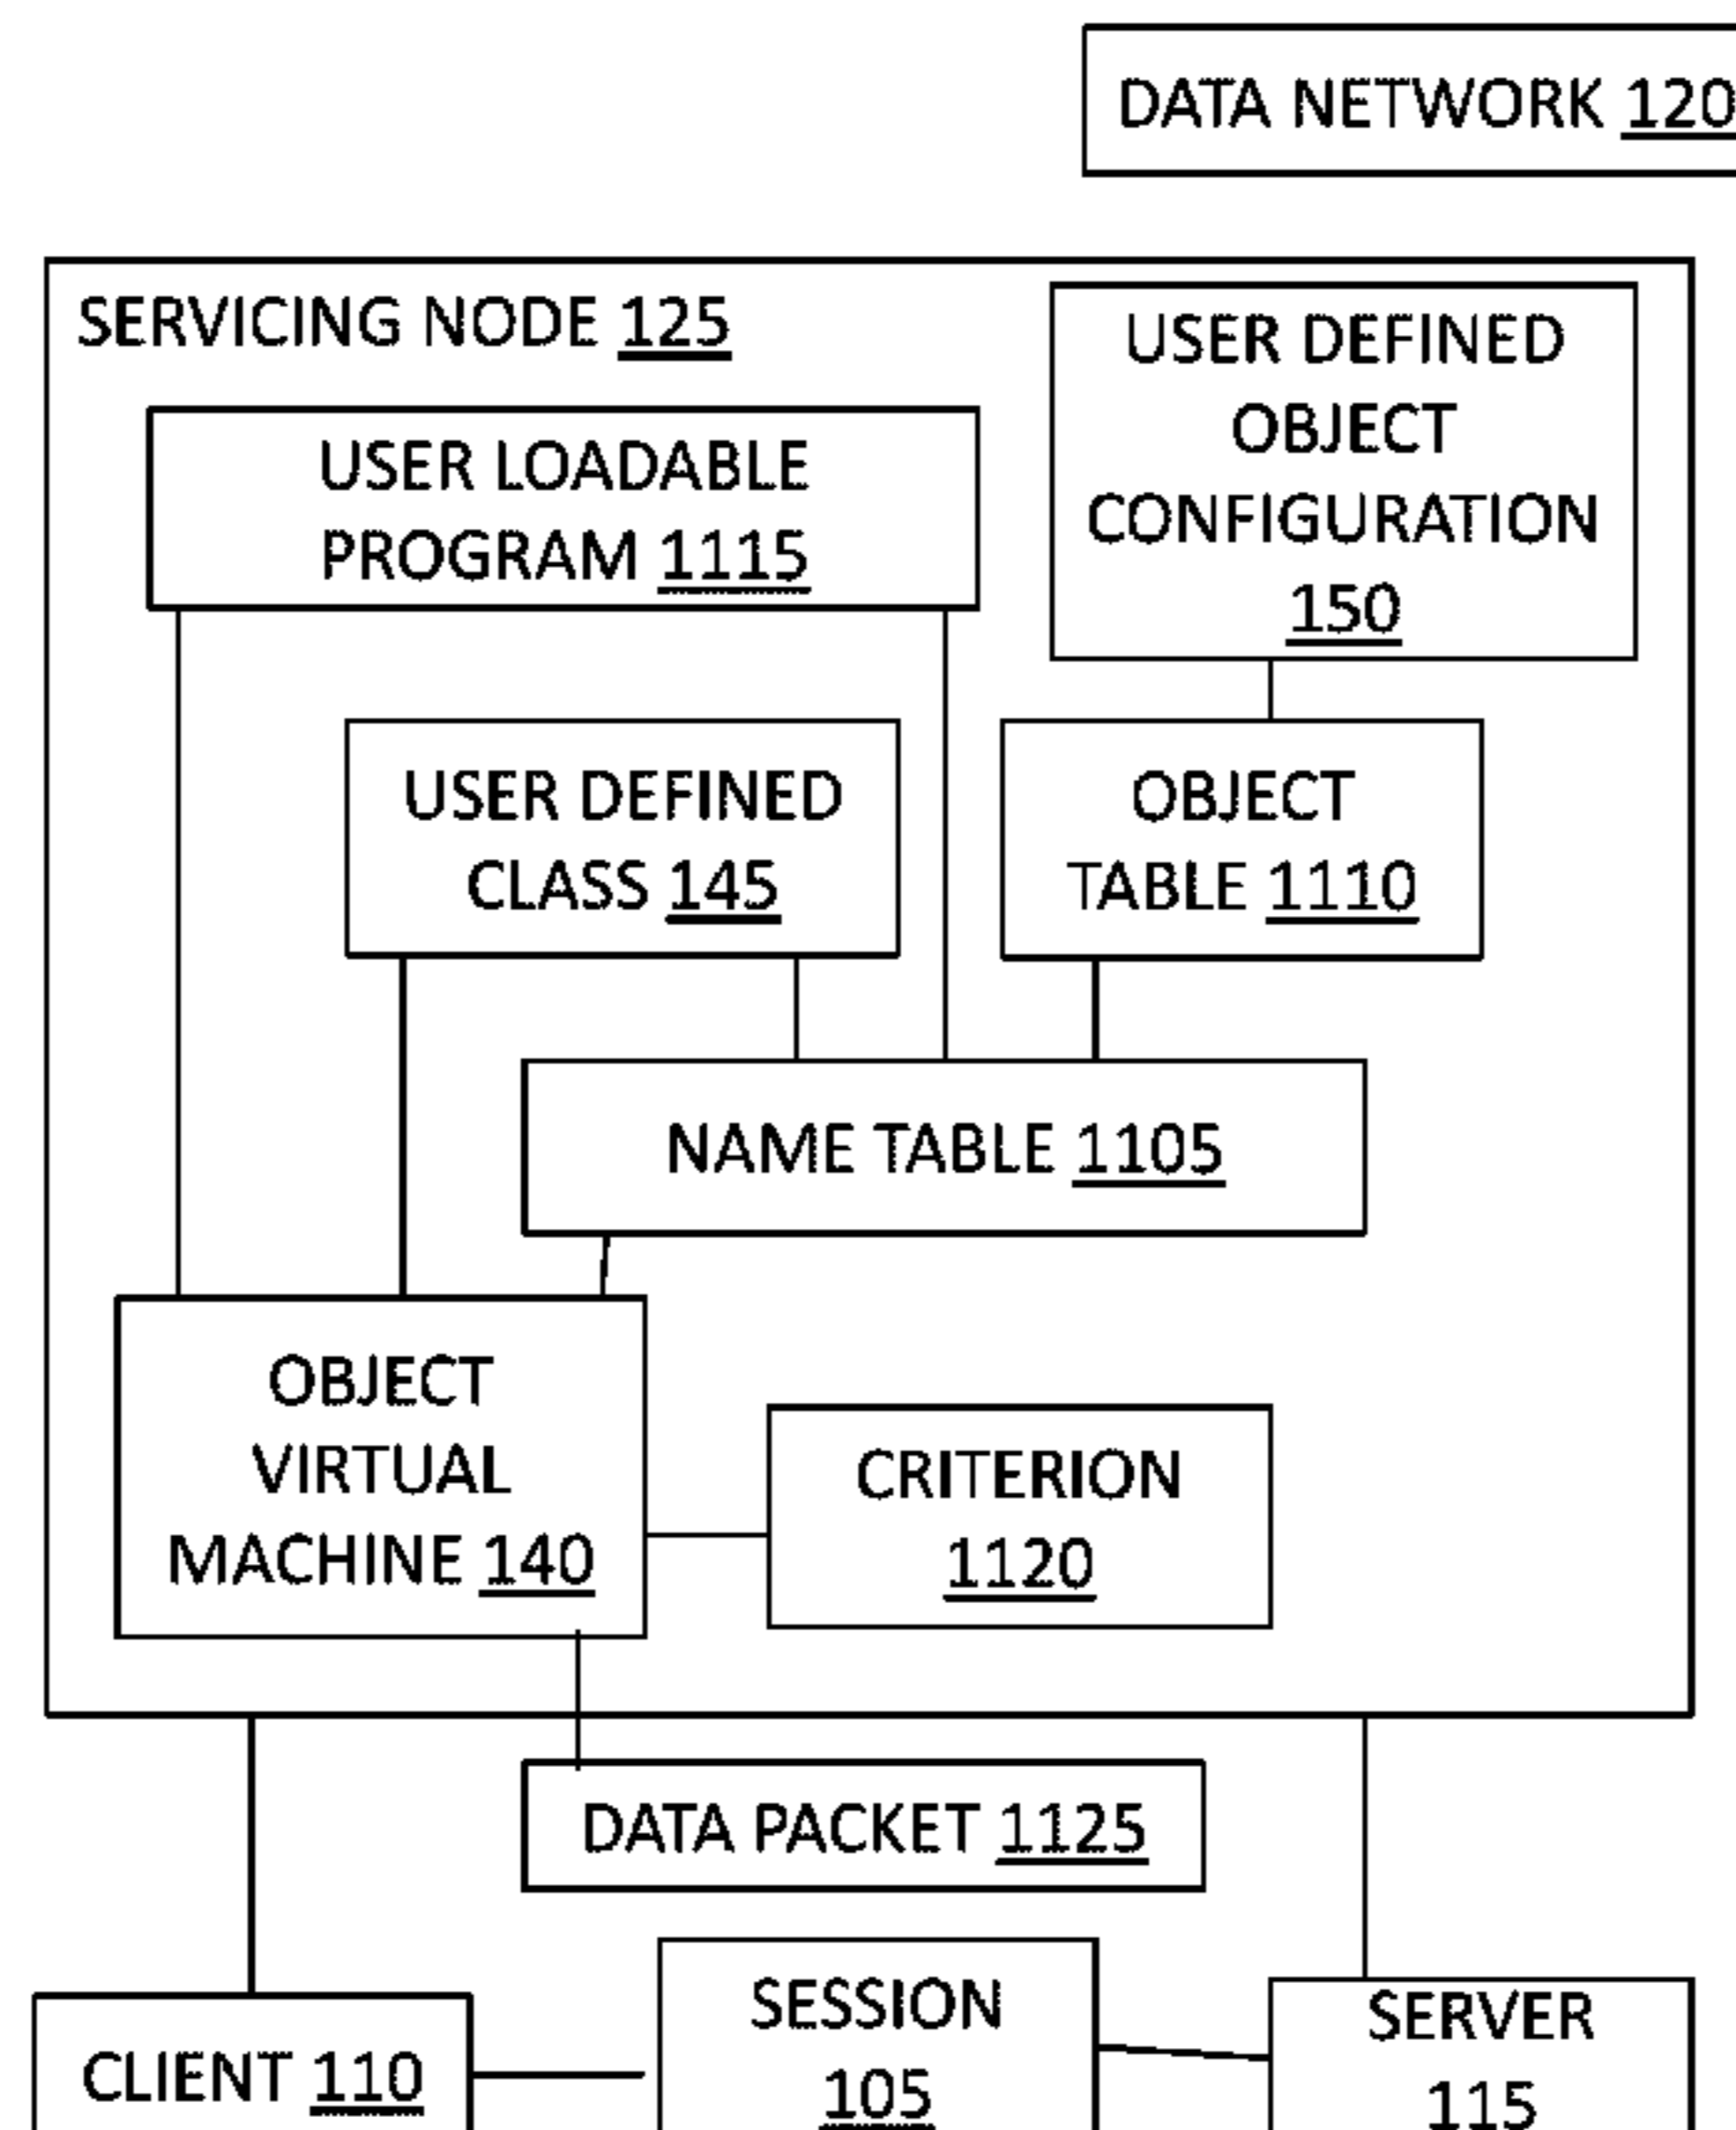 DATA NETWORK 120
SERVICING NODE 125
USER DEFINED
OBJECT
CONFIGURATION
150
USER LOADABLE
PROGRAM 1115
USER DEFINED
CLASS 145
OBJECT
TABLE 1110
NAME TABLE 1105
OBJECT
VIRTUAL
MACHINE 140
CRITERION
1120
DATA PACKET 1125
SESSION
105
SERVER
115
CLIENT 110